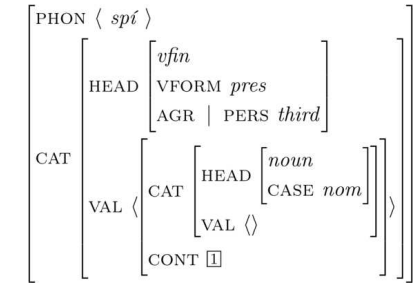 PHON ⟨ spí ⟩
vfin
HEAD VFORM pres
AGR | PERS third
CAT
noun
HEAD
CASE nom
CAT
VAL ⟨ VAL ⟨⟩ ⟩
CONT 1